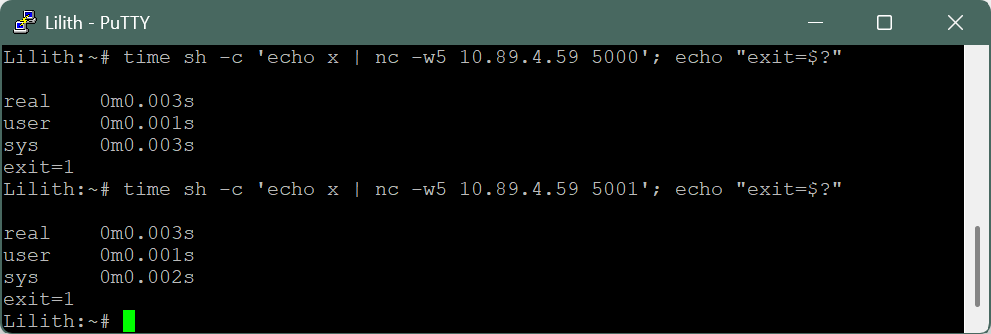 Lilith - PuTTY
Lilith:~# time sh -c 'echo x | nc -w5 10.89.4.59 5000'; echo "exit=$?"
real    0m0.003s
user    0m0.001s
sys     0m0.003s
exit=1
Lilith:~# time sh -c 'echo x | nc -w5 10.89.4.59 5001'; echo "exit=$?"
real    0m0.003s
user    0m0.001s
sys     0m0.002s
exit=1
Lilith:~#